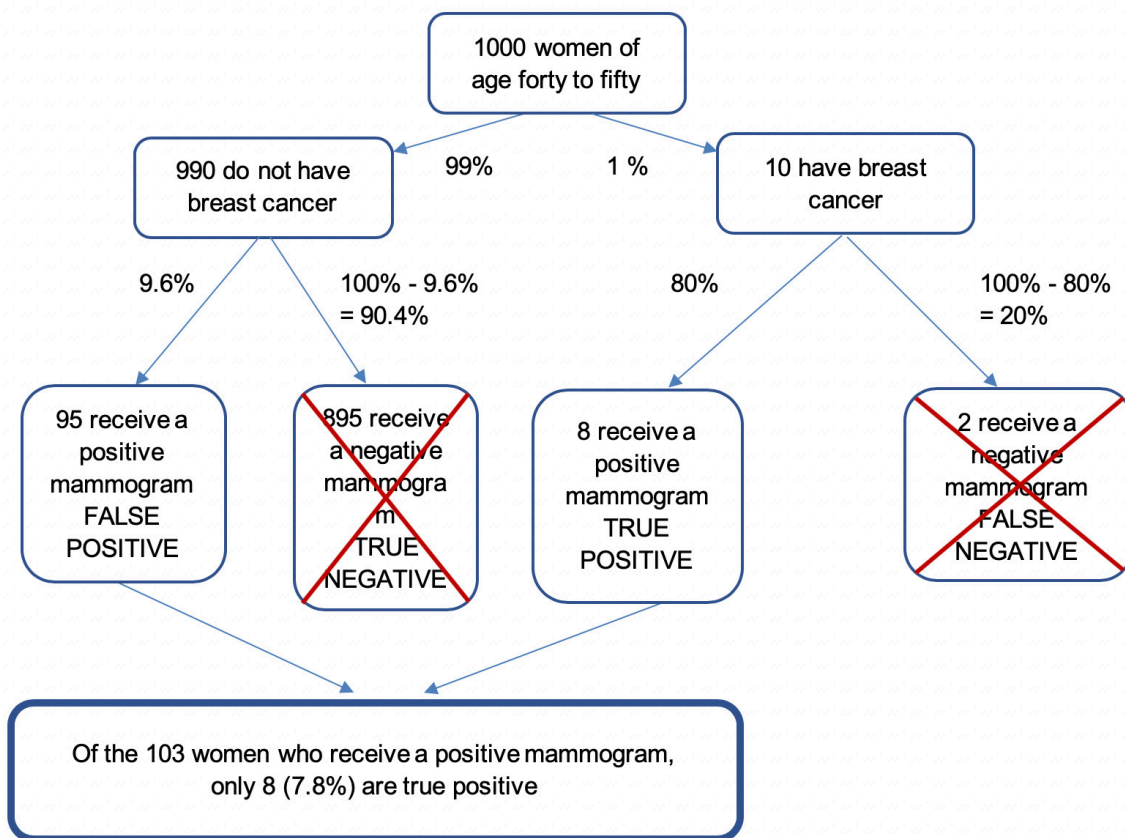 1000 women of
age forty to fifty
990 do not have
breast cancer
99%
1 %
10 have breast
cancer
9.6%
100% - 9.6%
= 90.4%
80%
100% - 80%
= 20%
95 receive a
positive
mammogram
FALSE
POSITIVE
895 receive
a negative
mammogra
m
TRUE
NEGATIVE
8 receive a
positive
mammogram
TRUE
POSITIVE
2 receive a
negative
mammogram
FALSE
NEGATIVE
Of the 103 women who receive a positive mammogram,
only 8 (7.8%) are true positive